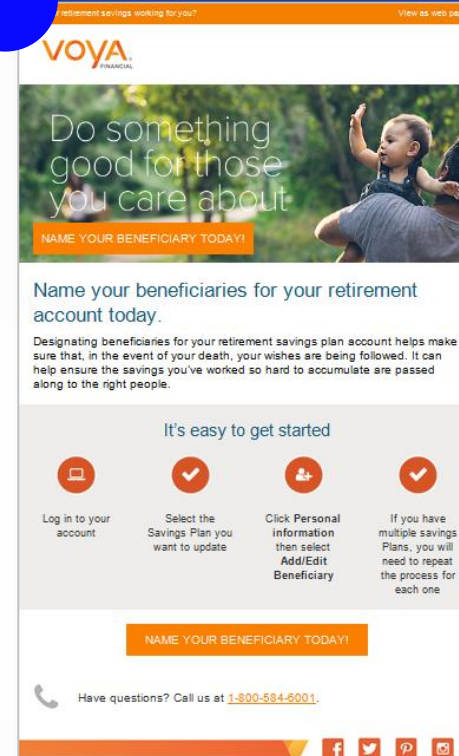 retirement savings working for you?
View as web pa
VOYA
FINANCIAL
Do something
good for those
you care about
NAME YOUR BENEFICIARY TODAY!
Name your beneficiaries for your retirement
account today.
Designating beneficiaries for your retirement savings plan account helps make
sure that, in the event of your death, your wishes are being followed. It can
help ensure the savings you've worked so hard to accumulate are passed
along to the right people.
It's easy to get started
Log in to your
account
Select the
Savings Plan you
want to update
Click Personal
information
then select
Add/Edit
Beneficiary
If you have
multiple savings
Plans, you will
need to repeat
the process for
each one
NAME YOUR BENEFICIARY TODAY!
Have questions? Call us at 1-800-584-6001.